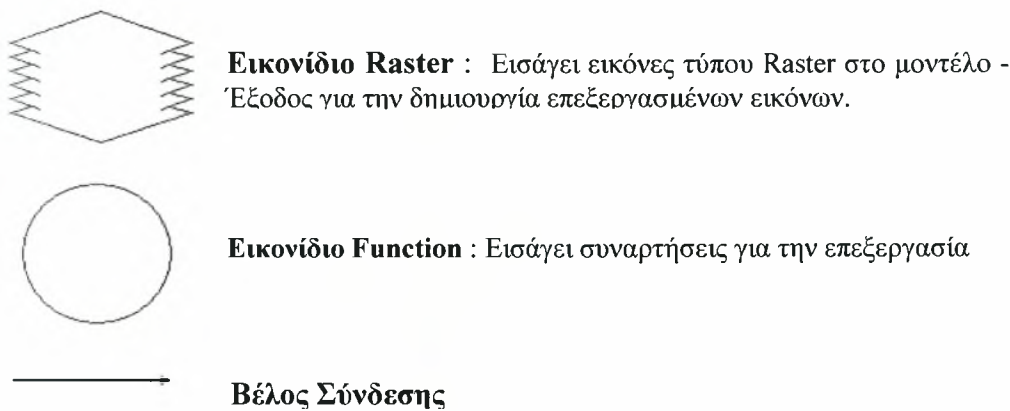 Εικονίδιο Raster : Εισάγει εικόνες τύπου Raster στο μοντέλο -
Έξοδος για την δημιουργία επεξεργασμένων εικόνων.
Εικονίδιο Function : Εισάγει συναρτήσεις για την επεξεργασία
Βέλος Σύνδεσης